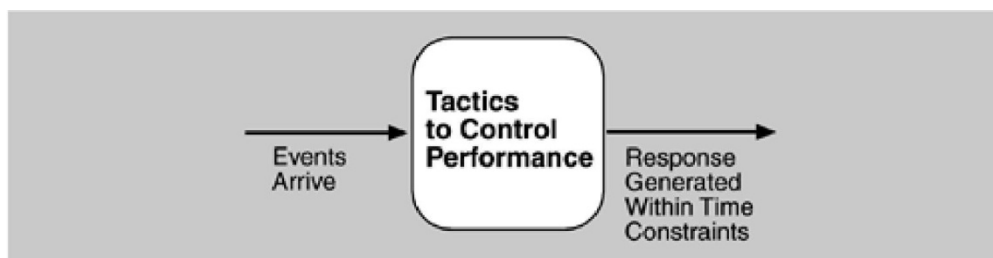 Events
Arrive
Tactics
to Control
Performance
Response
Generated
Within Time
Constraints